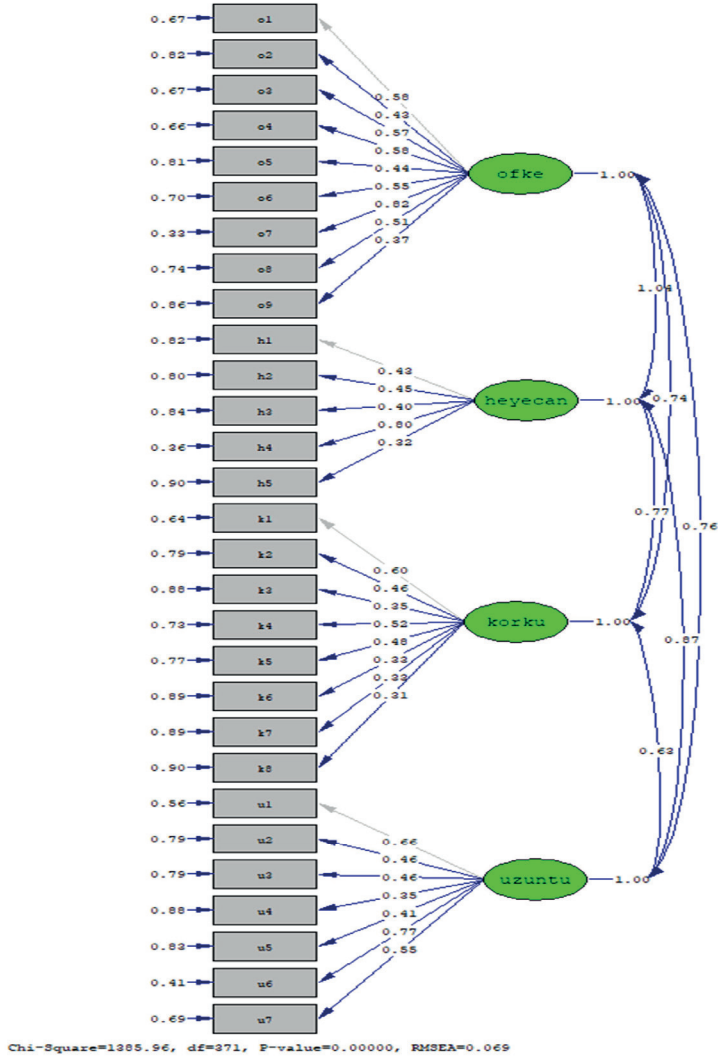 0.67 o1
0.82 o2
0.67 o3
0.66 o4
0.81 o5
0.70 o6
0.33 o7
0.74 o8
0.86 o9
0.82 h1
0.80 h2
0.84 h3
0.36 h4
0.90 h5
0.64 k1
0.79 k2
0.88 k3
0.73 k4
0.77 k5
0.89 k6
0.89 k7
0.90 k8
0.56 u1
0.79 u2
0.79 u3
0.88 u4
0.83 u5
0.41 u6
0.69 u7
0.58
0.43
0.57
0.58
0.44
0.55
0.82
0.51
0.37
0.43
0.45
0.40
0.80
0.32
0.60
0.46
0.35
0.52
0.48
0.33
0.33
0.31
0.66
0.46
0.46
0.35
0.41
0.77
0.55
ofke 1.00
heyecan 1.00
korku 1.00
uzuntu 1.00
1.04
0.74
0.77
0.76
0.87
0.63
Chi-Square=1385.96, df=371, P-value=0.00000, RMSEA=0.069